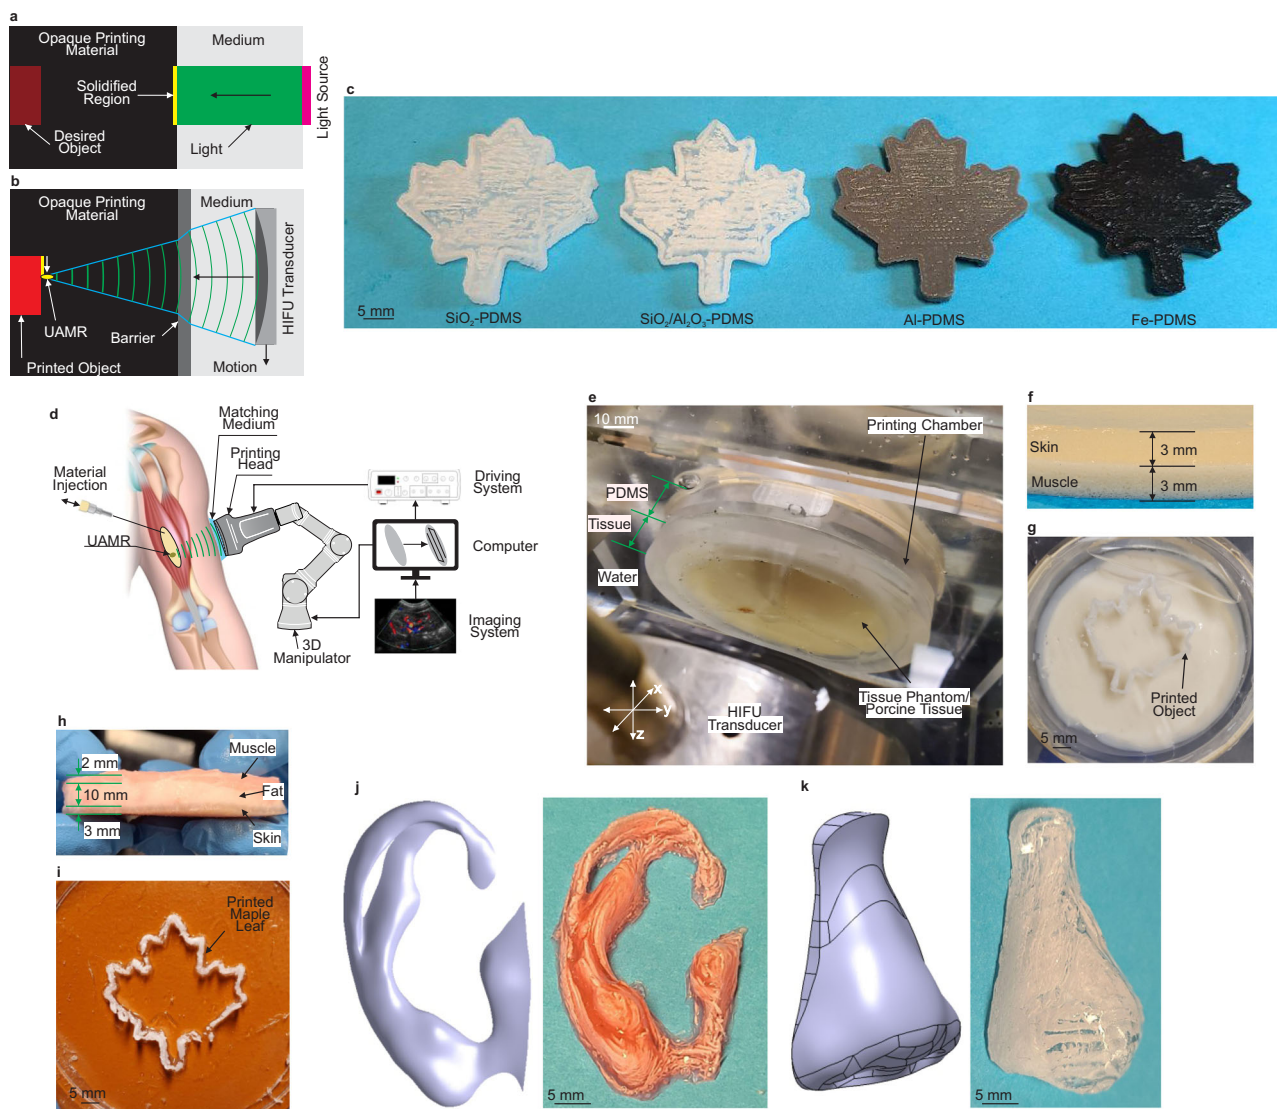 a
Opaque Printing
Material
Medium
Solidified
Region
Desired
Object
Light
Light Source
b
Opaque Printing
Material
Medium
HIFU Transducer
UAMR
Barrier
Printed Object
Motion
c
5 mm
SiO₂-PDMS
SiO₂/Al₂O₃-PDMS
Al-PDMS
Fe-PDMS
d
Matching
Medium
Printing
Head
Material
Injection
UAMR
Driving
System
Computer
Imaging
System
3D
Manipulator
e
10 mm
Printing Chamber
PDMS
Tissue
Water
x
y
z
HIFU
Transducer
Tissue Phantom/
Porcine Tissue
f
Skin
3 mm
Muscle
3 mm
g
Printed
Object
5 mm
h
Muscle
2 mm
10 mm
Fat
3 mm
Skin
i
Printed
Maple
Leaf
5 mm
j
5 mm
k
5 mm